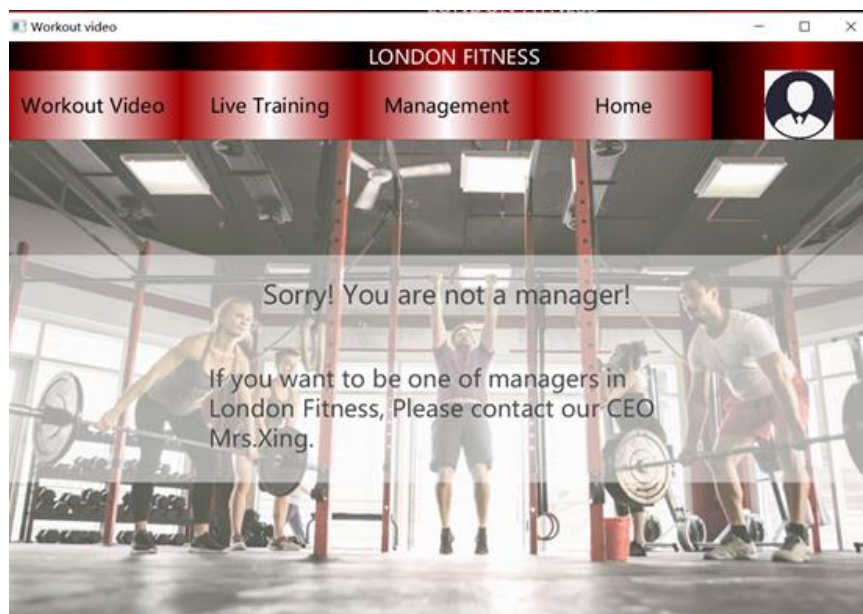 Workout video
LONDON FITNESS
Workout Video
Live Training
Management
Home
Sorry! You are not a manager!
If you want to be one of managers in
London Fitness, Please contact our CEO
Mrs.Xing.